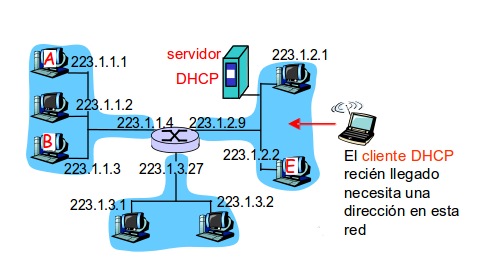 A
223.1.1.1
servidor
DHCP
223.1.2.1
223.1.1.2
223.1.1.4
223.1.2.9
B
223.1.1.3
223.1.2.2
E
223.1.3.27
223.1.3.1
223.1.3.2
El cliente DHCP
recién llegado
necesita una
dirección en esta
red